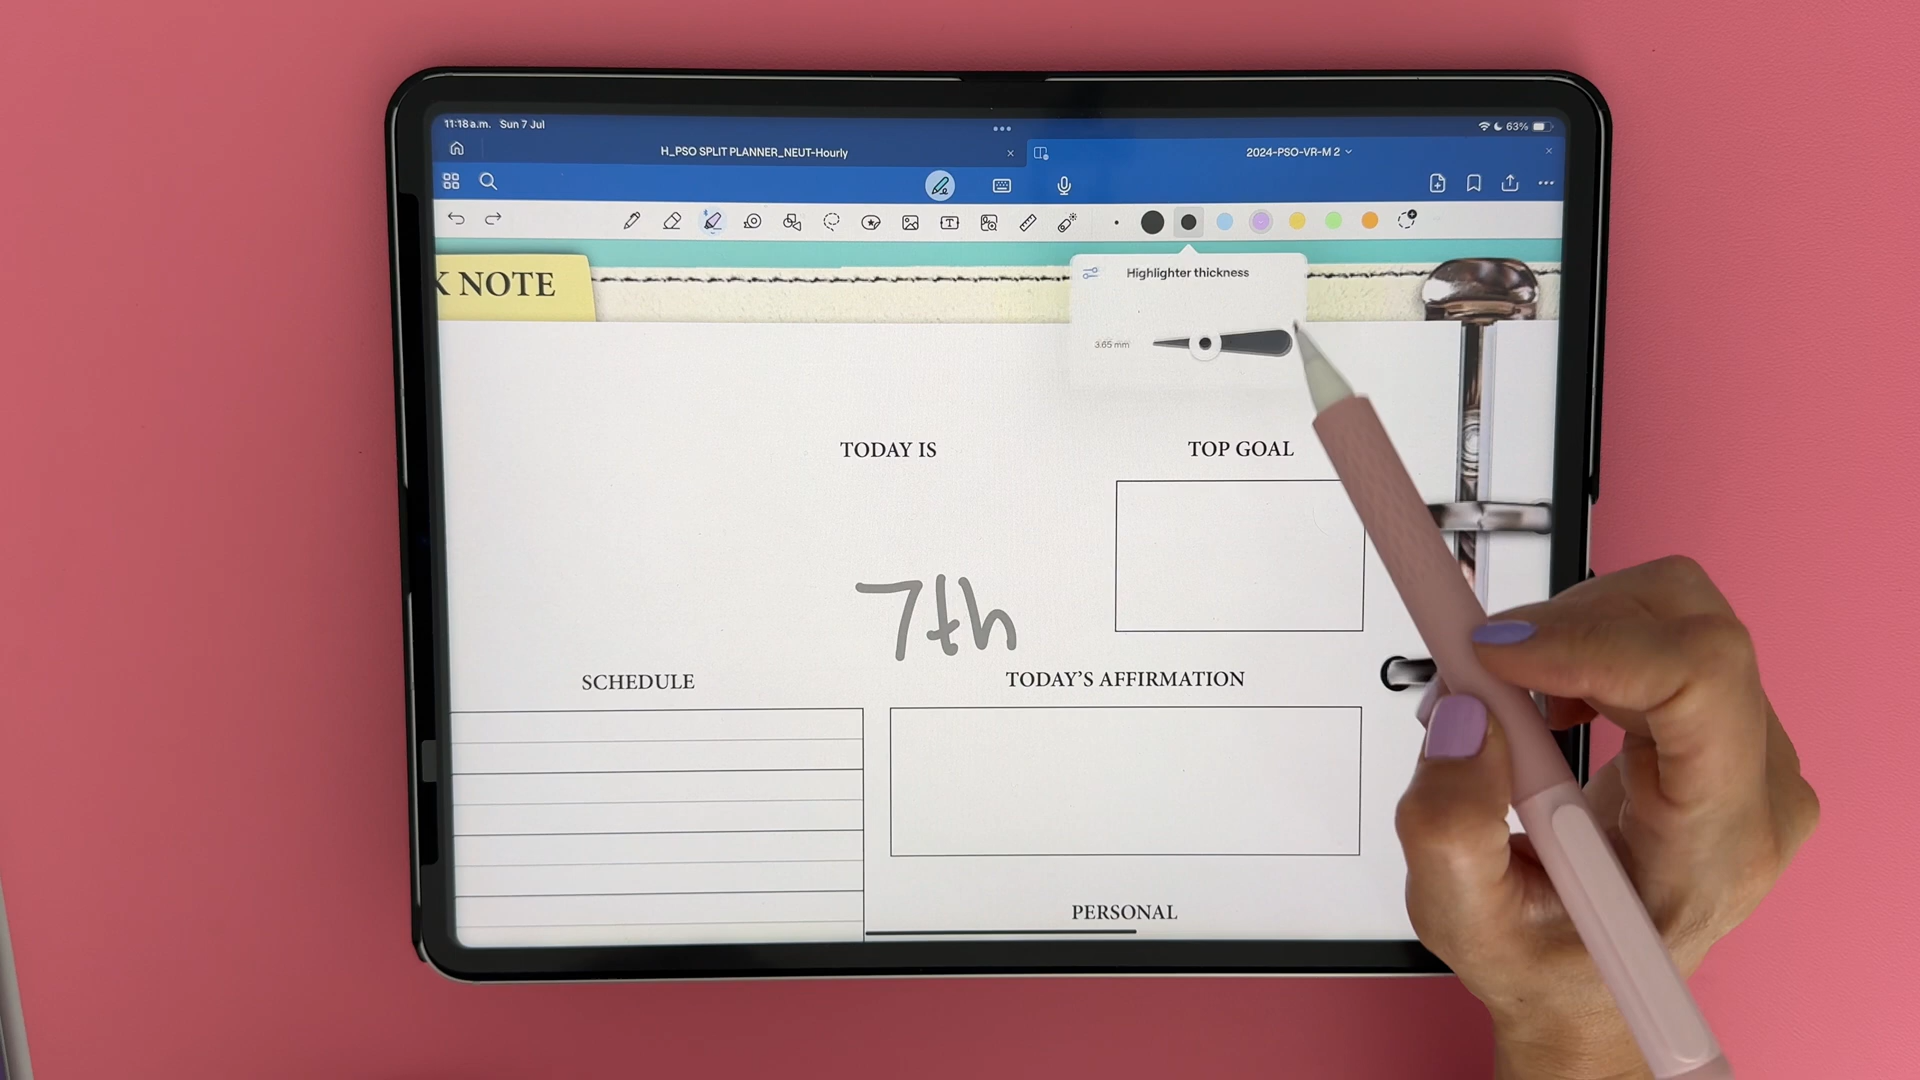 11:18 a.m. Sun 7 Jul
63%
H_PSO SPLIT PLANNER_NEUT-Hourly
2024-PSO-VR-M 2
K NOTE
Highlighter thickness
3.65 mm
TODAY IS
TOP GOAL
7th
SCHEDULE
TODAY'S AFFIRMATION
PERSONAL